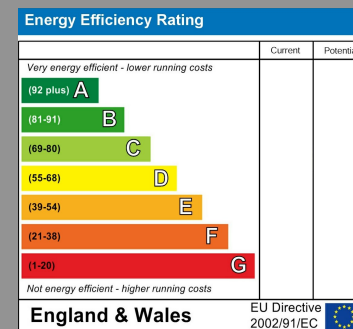 Energy Efficiency Rating
Current
Very energy efficient - lower running costs
(92 plus) A
(81-91) B
(69-80) C
(55-68) D
(39-54) E
(21-38) F
(1-20) G
Not energy efficient - higher running costs
England & Wales
EU Directive
2002/91/EC